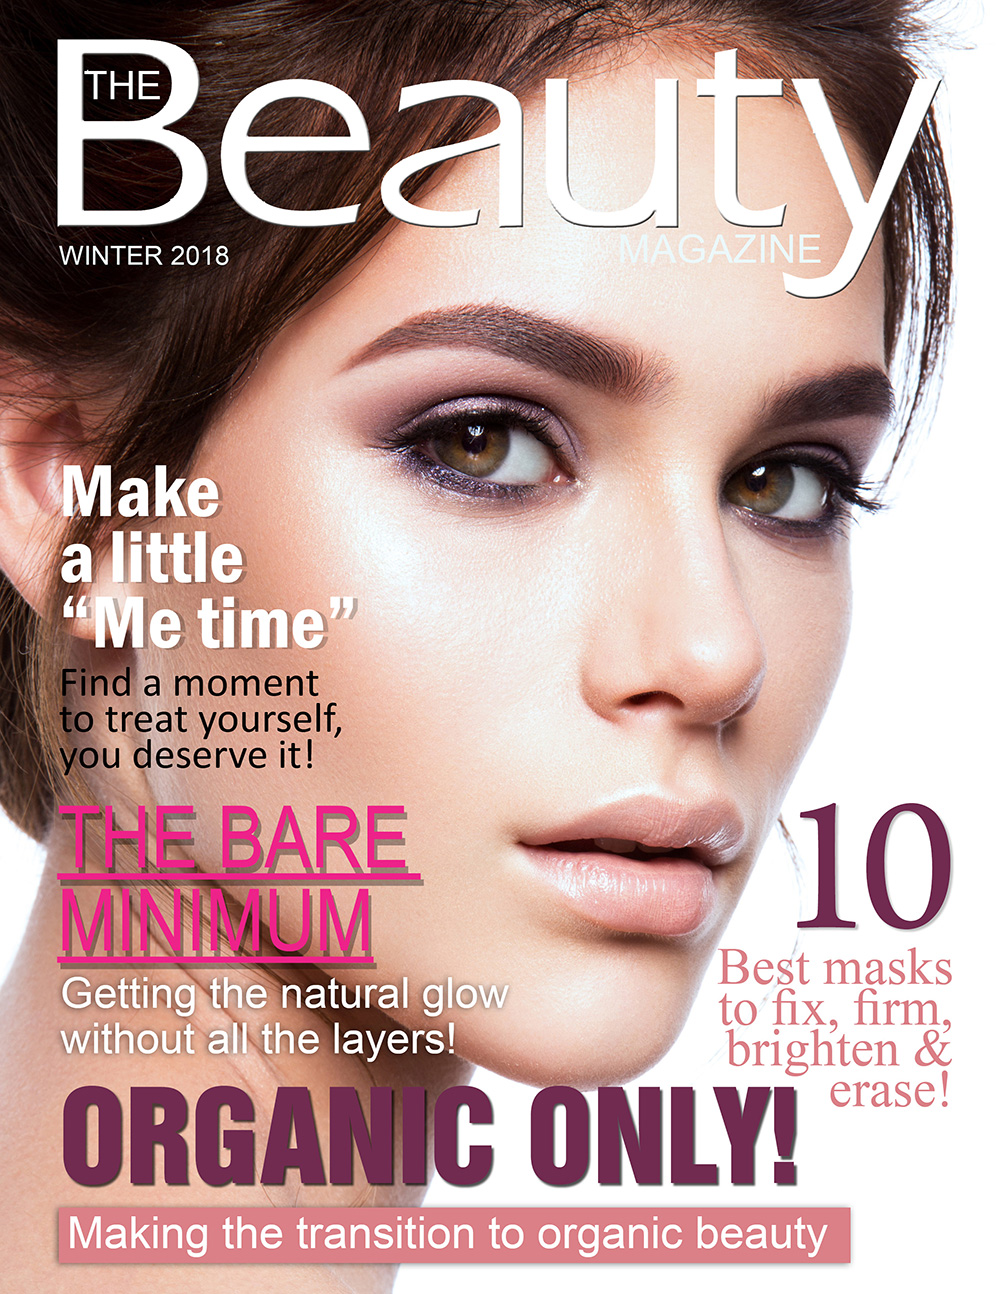 THE
Beauty
MAGAZINE
WINTER 2018
Make
a little
“Me time”
Find a moment
to treat yourself,
you deserve it!
THE BARE
MINIMUM
Getting the natural glow
without all the layers!
10
Best masks
to fix, firm,
brighten &
erase!
ORGANIC ONLY!
Making the transition to organic beauty